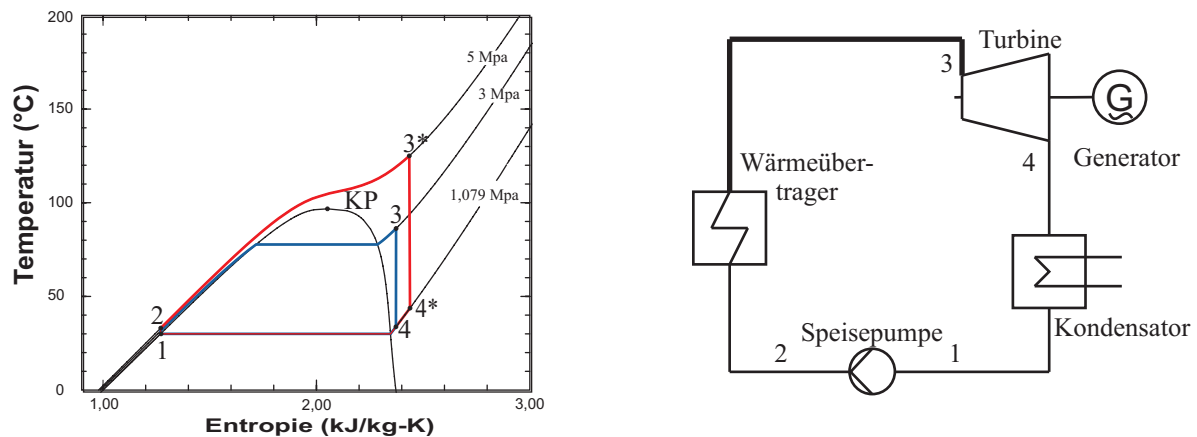 200
150
100
50
0
1,00
2,00
3,00
Temperatur (°C)
Entropie (kJ/kg-K)
5 Mpa
3 Mpa
1,079 Mpa
3*
KP
3
2
1
4*
4
Turbine
3
G
4
Generator
Wärmeüber-
trager
Kondensator
Speisepumpe
2
1